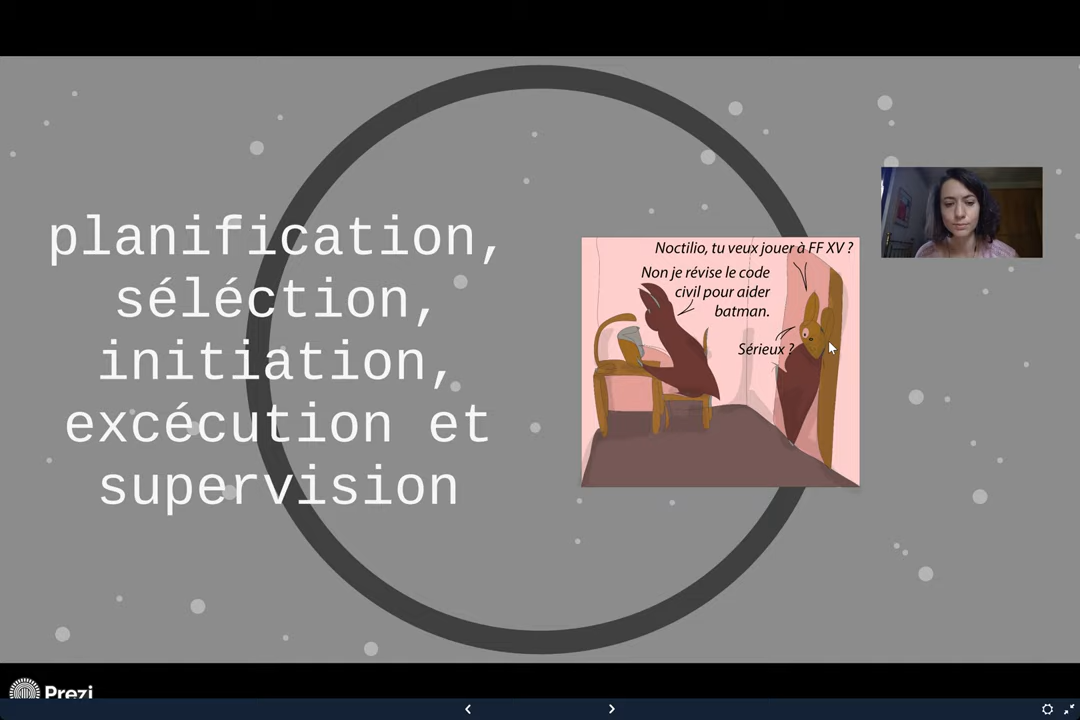 planification,
séléction,
initiation,
excécution et
supervision
Noctilio, tu veux jouer à FF XV ?
Non je révise le code
civil pour aider
batman.
Sérieux ?
Prezi